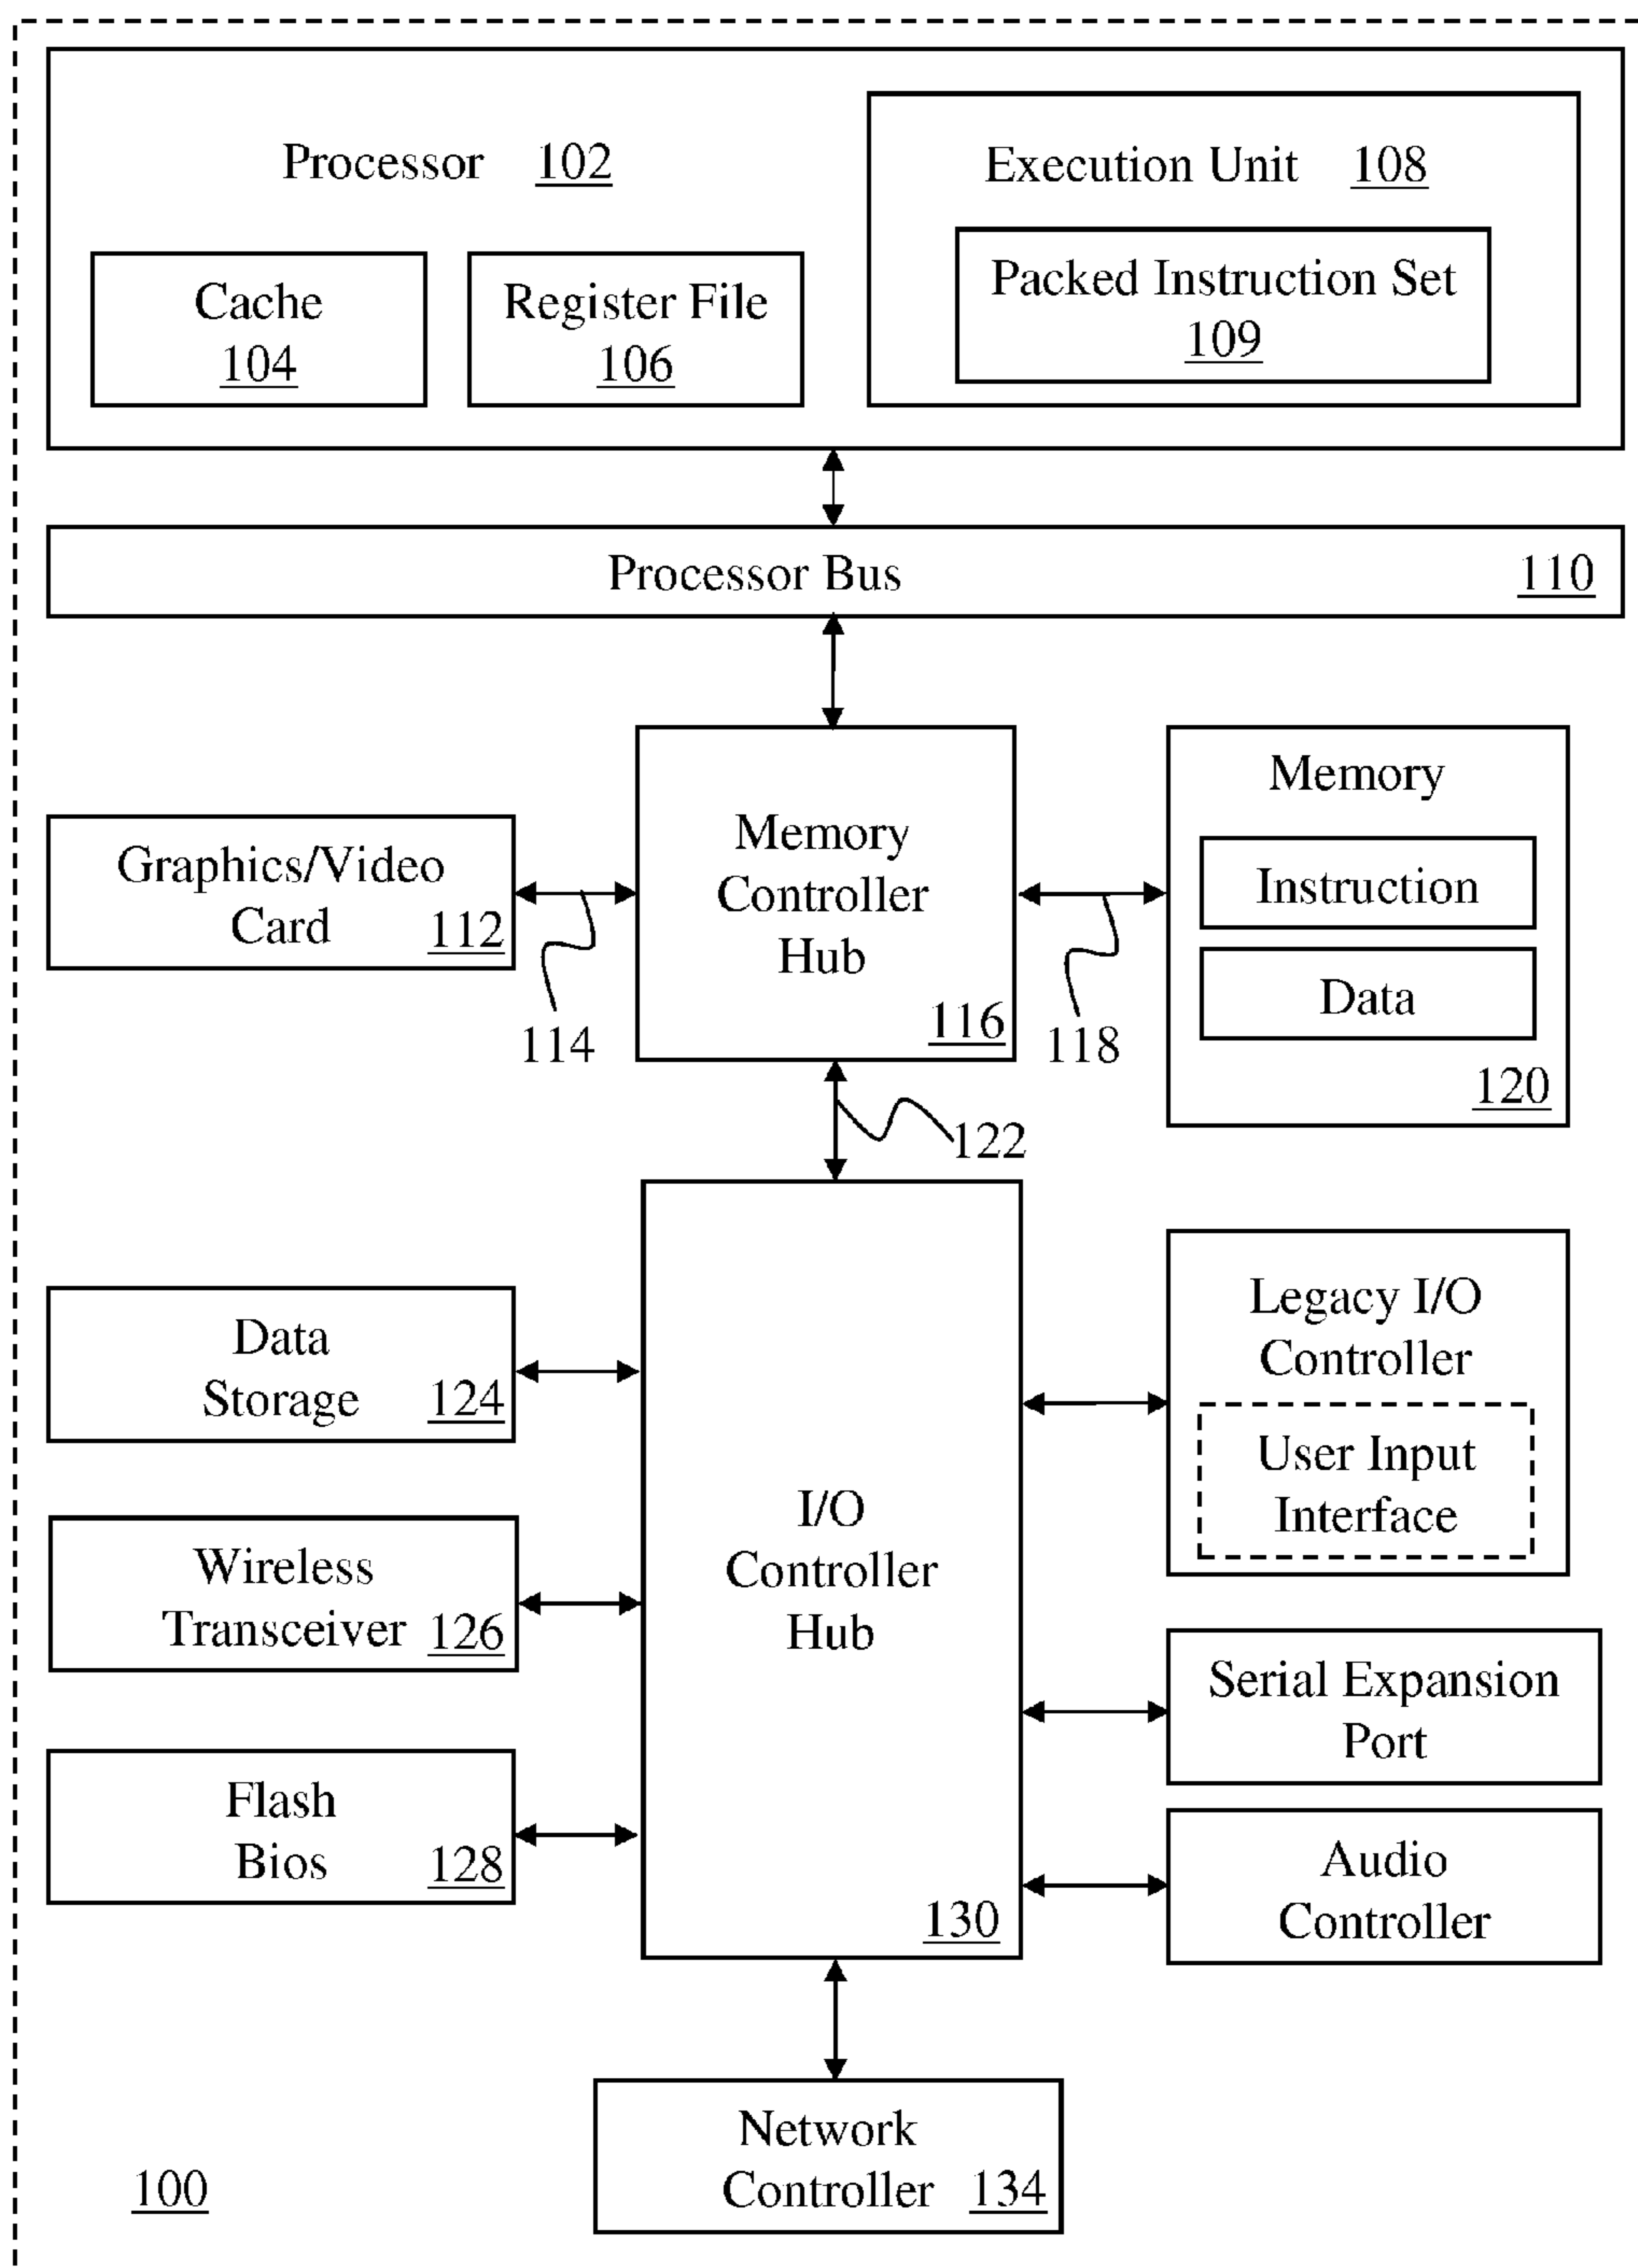 Processor 102
Execution Unit 108
Packed Instruction Set
109
Cache
104
Register File
106
Processor Bus 110
Memory
Controller
Hub
116
Graphics/Video
Card 112
114
118
Memory
Instruction
Data
120
122
Data
Storage 124
Wireless
Transceiver 126
Flash
Bios 128
I/O
Controller
Hub
130
Legacy I/O
Controller
User Input
Interface
Serial Expansion
Port
Audio
Controller
Network
Controller 134
100